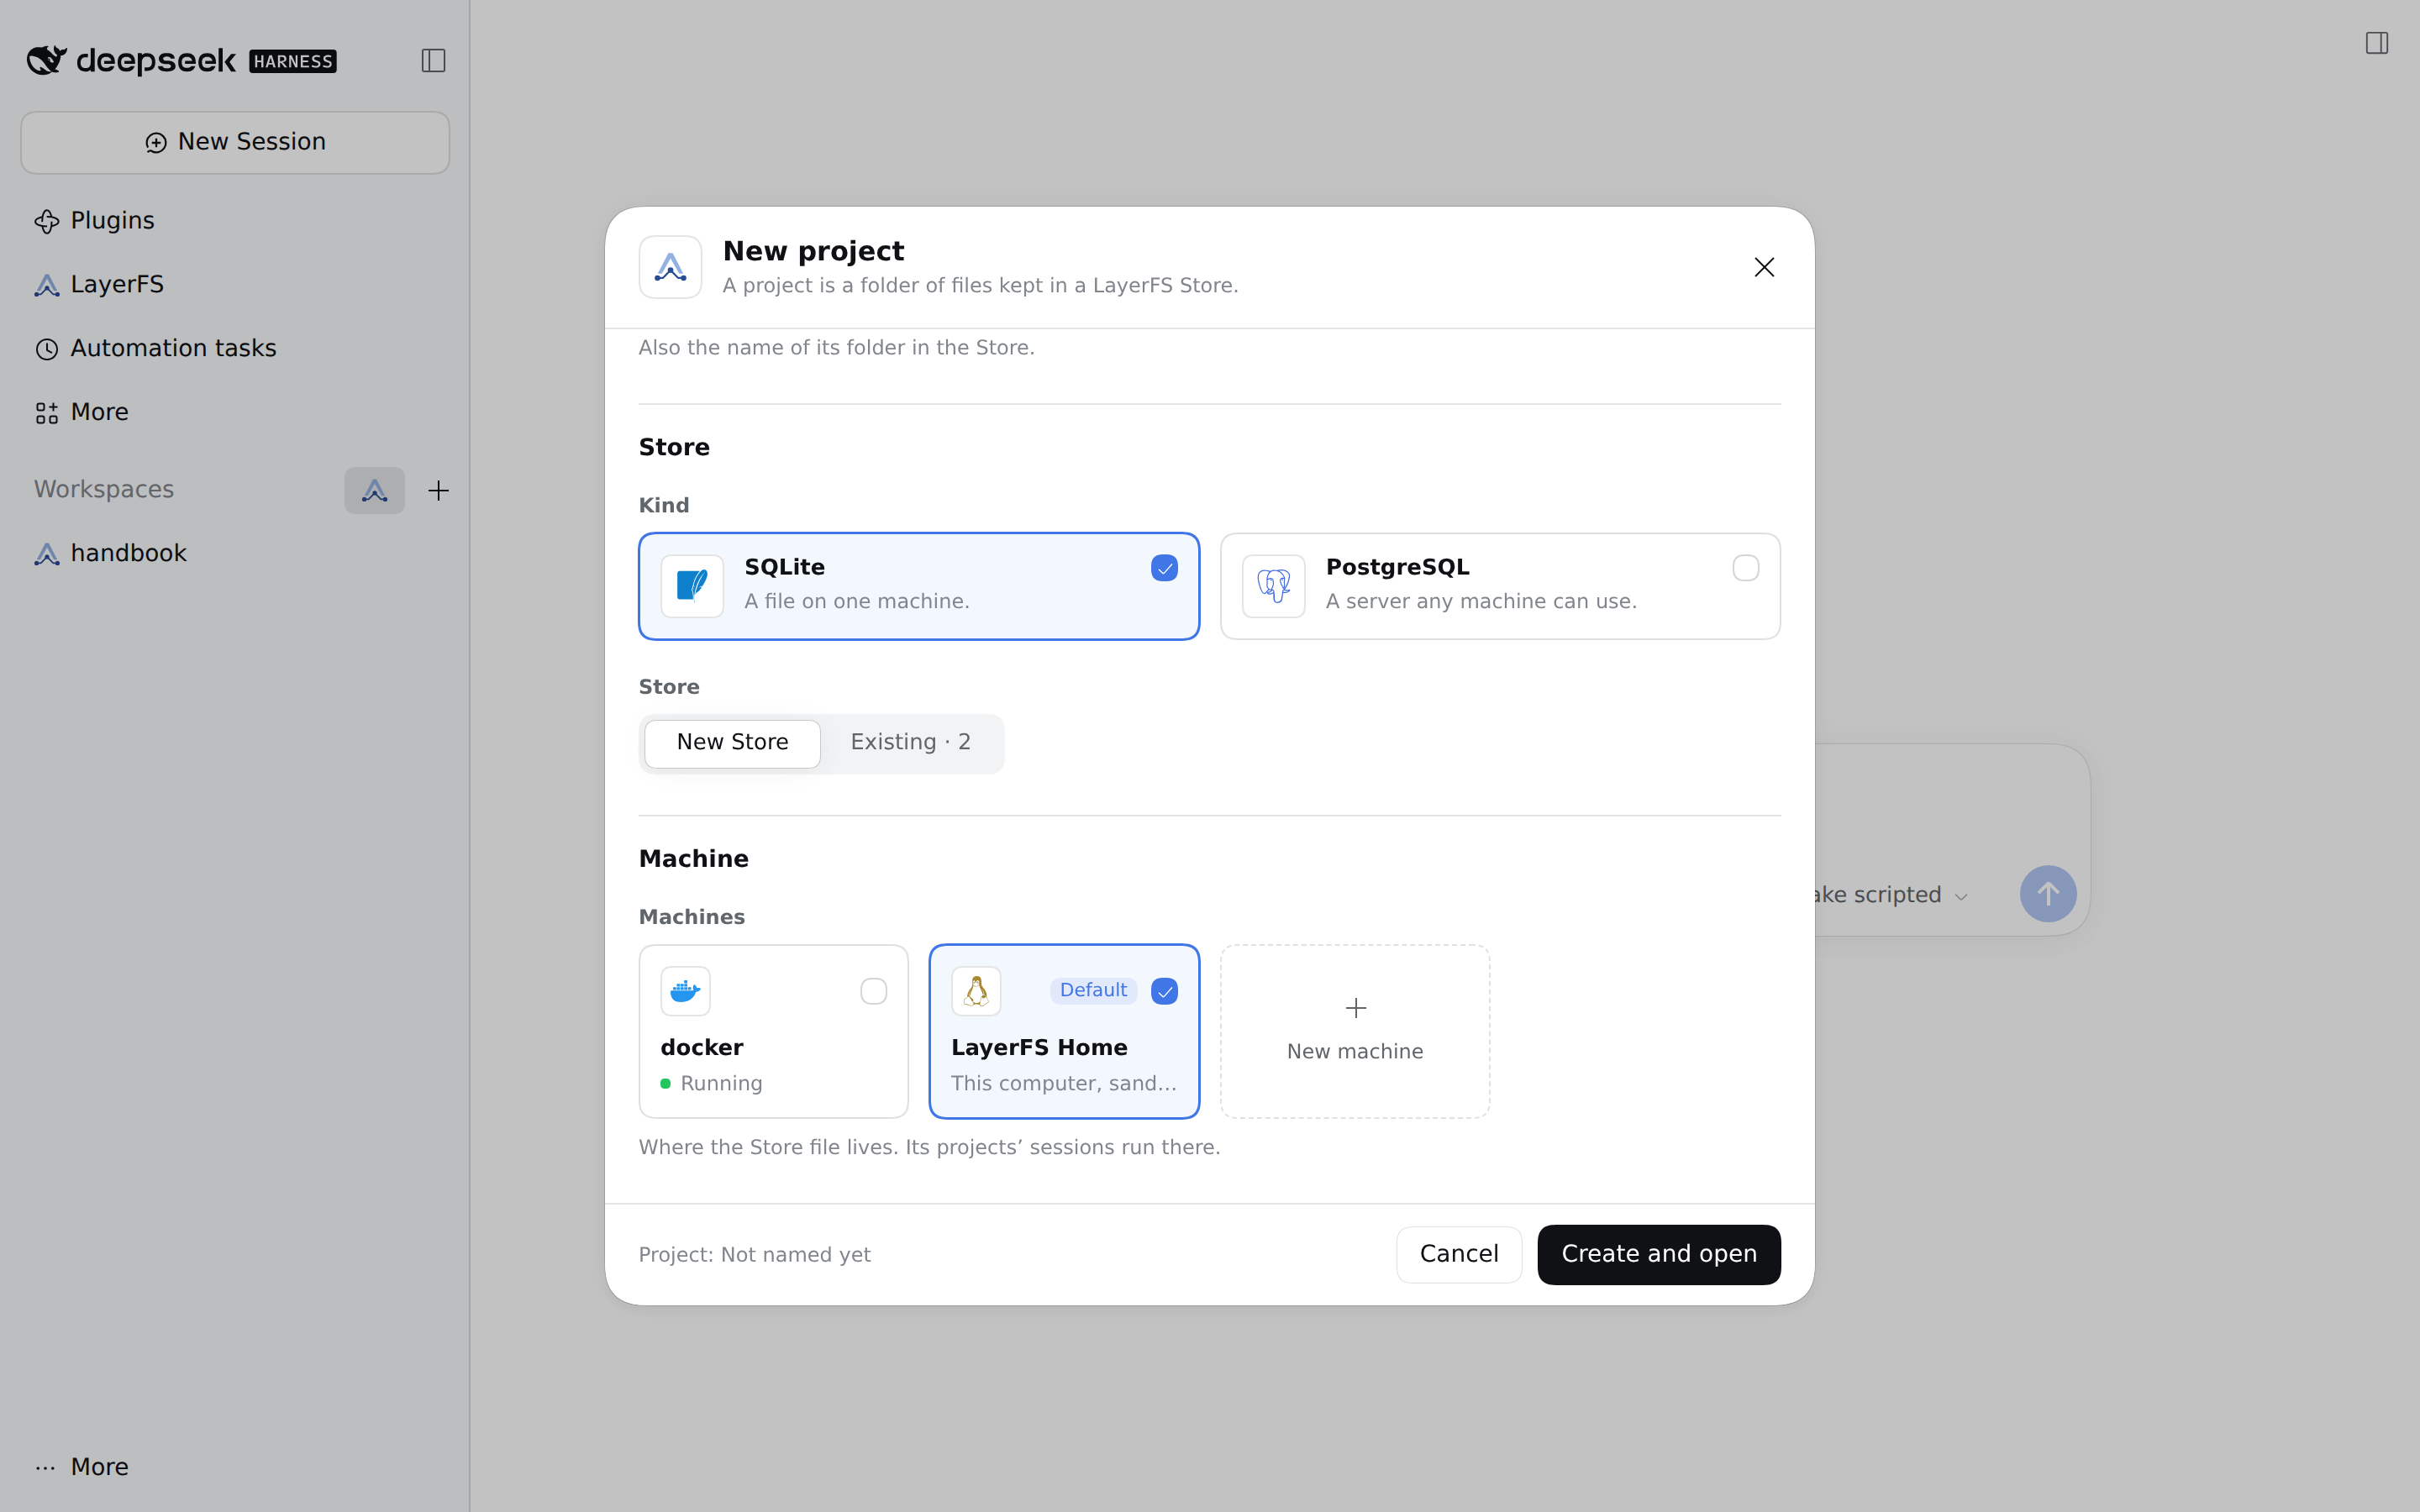 deepseek HARNESS
New Session
Plugins
LayerFS
Automation tasks
More
Workspaces
handbook
More
New project
A project is a folder of files kept in a LayerFS Store.
Also the name of its folder in the Store.
Store
Kind
SQLite
A file on one machine.
PostgreSQL
A server any machine can use.
Store
New Store
Existing · 2
Machine
Machines
docker
Running
Default
LayerFS Home
This computer, sand...
New machine
Where the Store file lives. Its projects’ sessions run there.
Project: Not named yet
Cancel
Create and open
ake scripted